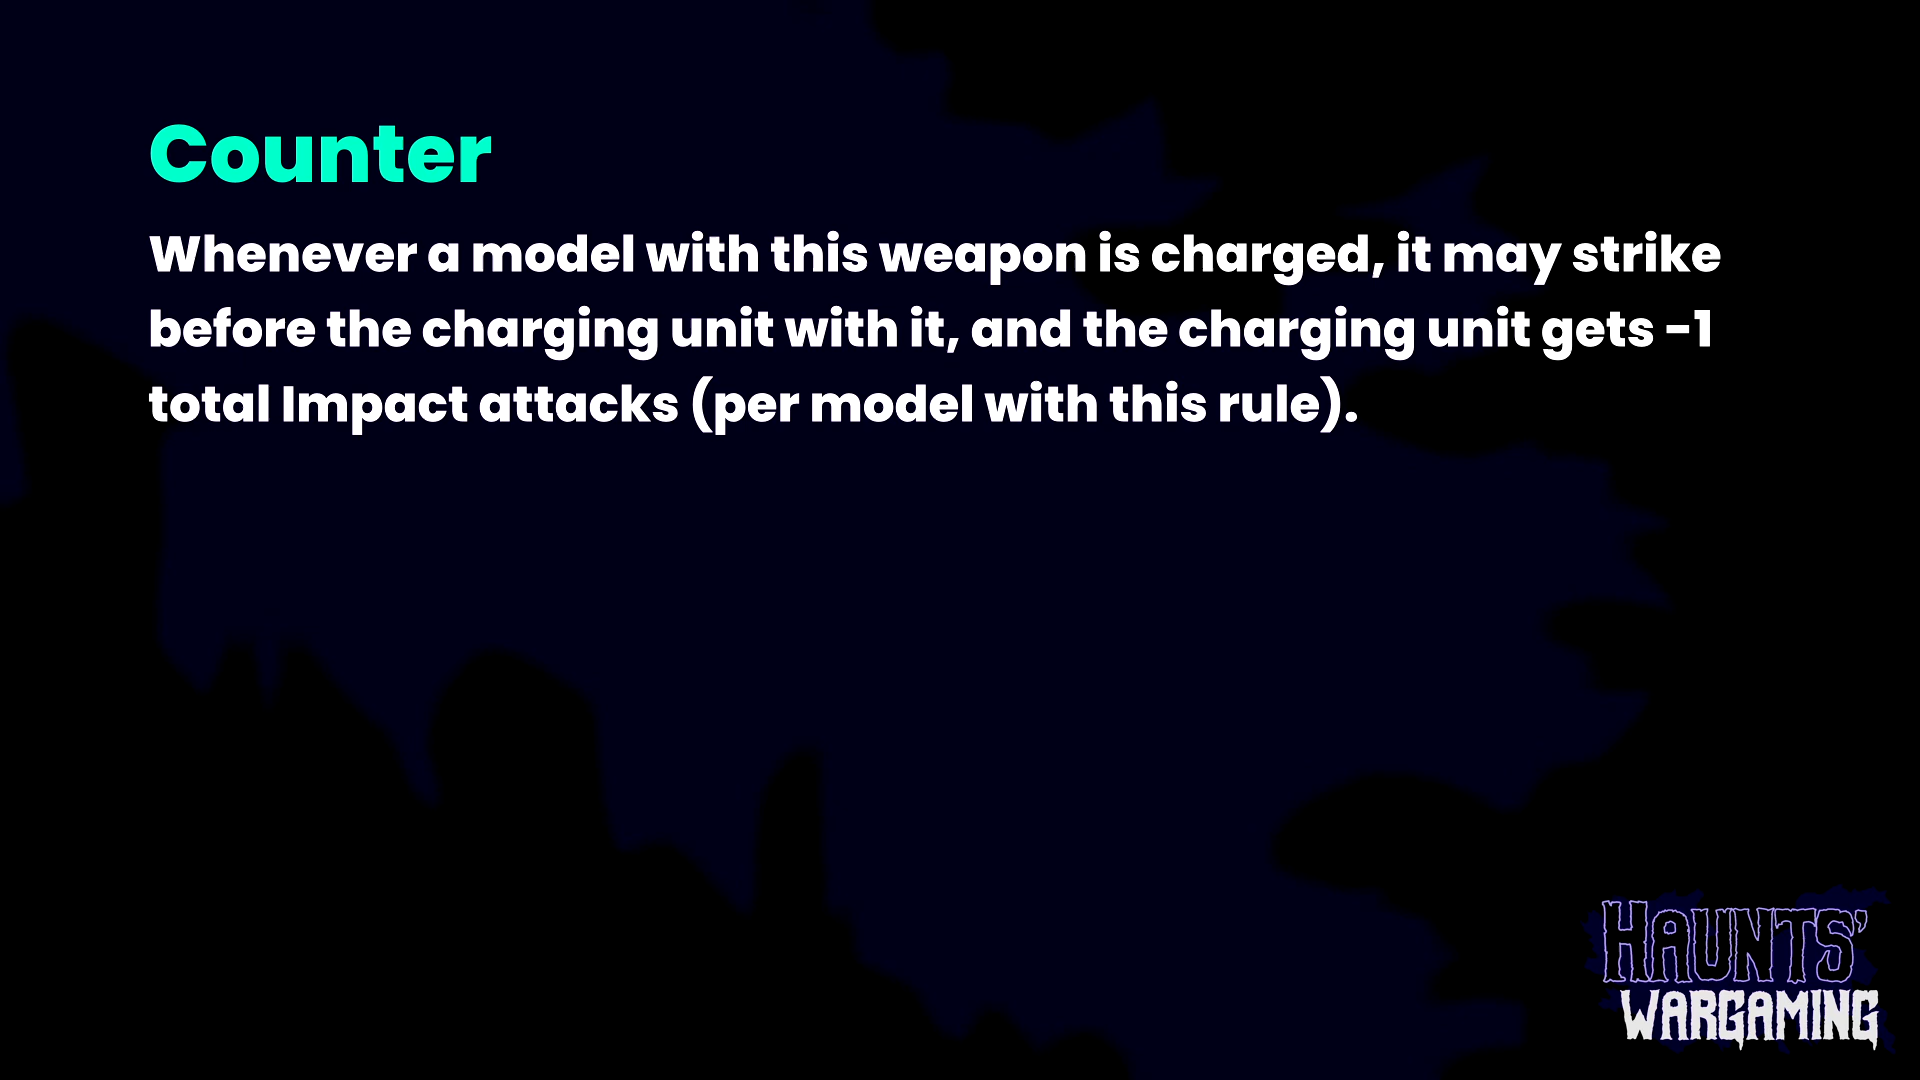 Counter
Whenever a model with this weapon is charged, it may strike
before the charging unit with it, and the charging unit gets -1
total Impact attacks (per model with this rule).
HAUNTS'
WARGAMING